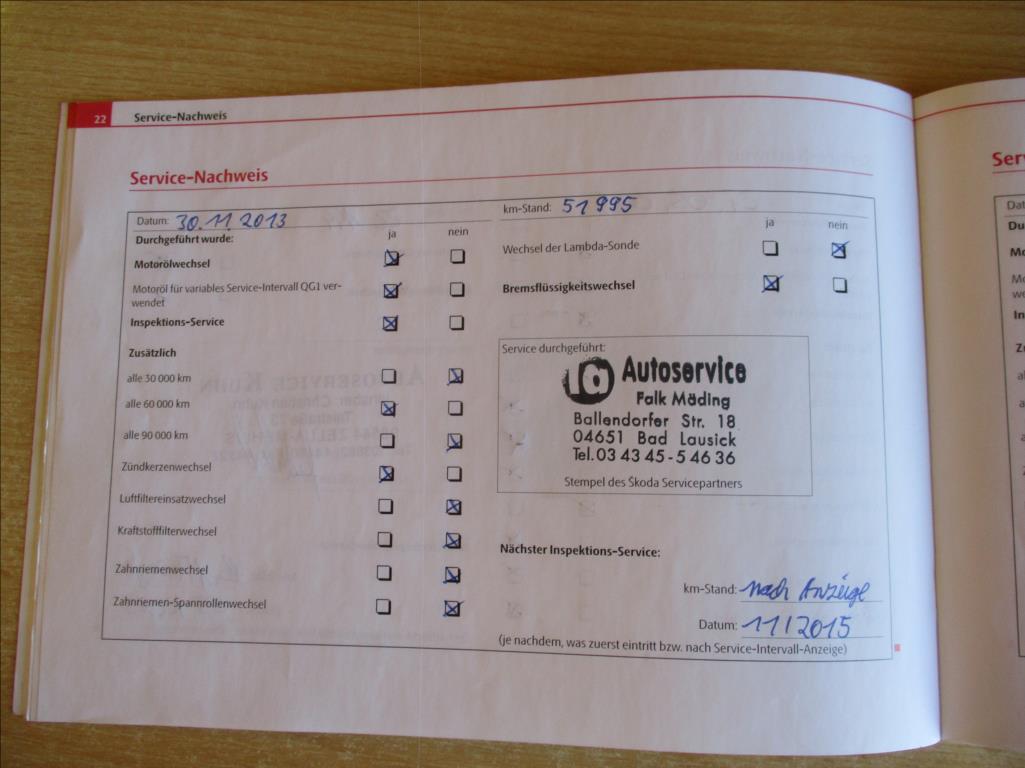 22 Service-Nachweis
Service-Nachweis
Datum: 30.11.2013
Durchgeführt wurde: ja nein
Motorölwechsel
Motoröl für variables Service-Intervall QG1 ver-
wendet
Inspektions-Service
Zusätzlich
alle 30 000 km
alle 60 000 km
alle 90 000 km
Zündkerzenwechsel
Luftfiltereinsatzwechsel
Kraftstofffilterwechsel
Zahnriemenwechsel
Zahnriemen-Spannrollenwechsel
km-Stand: 51995
ja nein
Wechsel der Lambda-Sonde
Bremsflüssigkeitswechsel
Service durchgeführt:
Autoservice
Falk Mäding
Ballendorfer Str. 18
04651 Bad Lausick
Tel. 03 43 45 - 5 46 36
Stempel des Škoda Servicepartners
Nächster Inspektions-Service:
km-Stand: nach Anzeige
Datum: 11/2015
(je nachdem, was zuerst eintritt bzw. nach Service-Intervall-Anzeige)